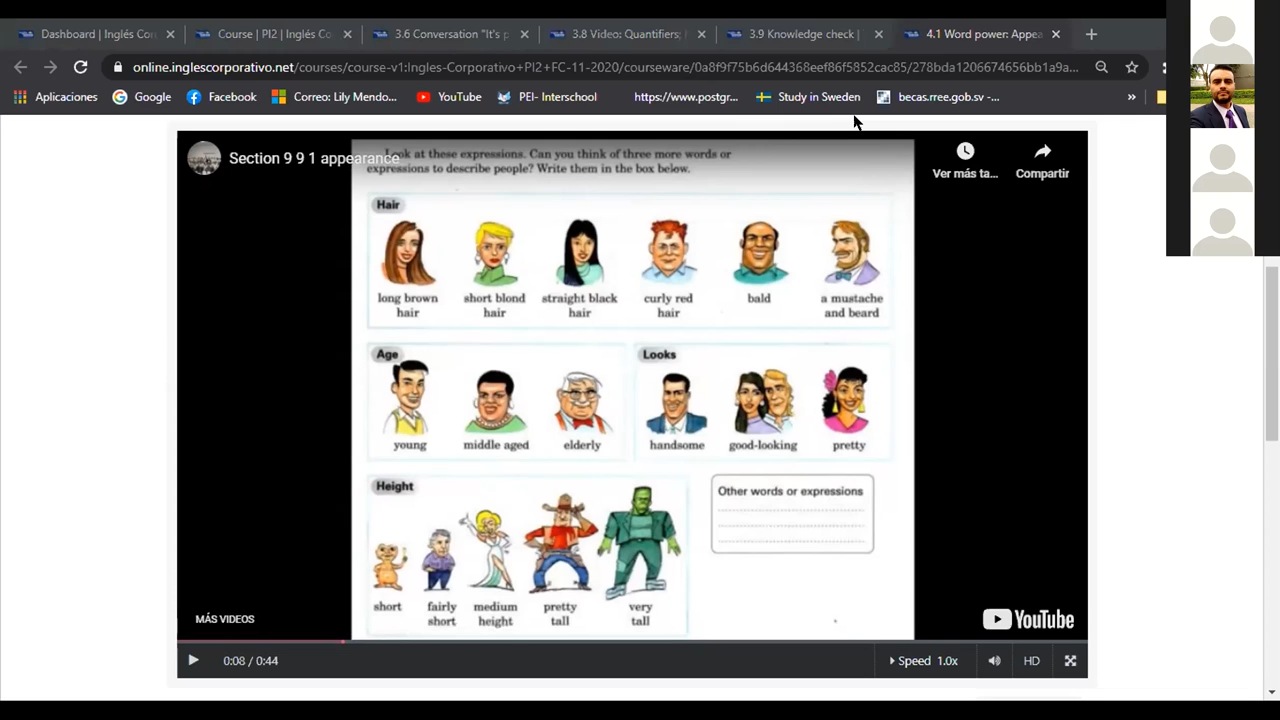 Dashboard | Inglés Cor
Course | PI2 | Inglés Co
3.6 Conversation "It's p
3.8 Video: Quantifiers;
3.9 Knowledge check |
4.1 Word power: Appea
online.inglescorporativo.net/courses/course-v1:Ingles-Corporativo+PI2+FC-11-2020/courseware/0a8f9f75b6d644368eef86f5852cac85/278bda1206674656bb1a9a...
Aplicaciones
Google
Facebook
Correo: Lily Mendo...
YouTube
Summerschool
https://www.postgr...
Study in Sweden
becas.rree.gob.sv -...
»
Section 9 9 1 appearance
Look at these expressions. Can you think of three more words or
expressions to describe people? Write them in the box below.
Ver más ta...
Compartir
Hair
long brown
hair
short blond
hair
straight black
hair
curly red
hair
bald
a mustache
and beard
Age
young
middle aged
elderly
Looks
handsome
good-looking
pretty
Height
short
fairly
short
medium
height
pretty
tall
very
tall
Other words or expressions
MÁS VIDEOS
YouTube
0:08 / 0:44
Speed 1.0x
HD